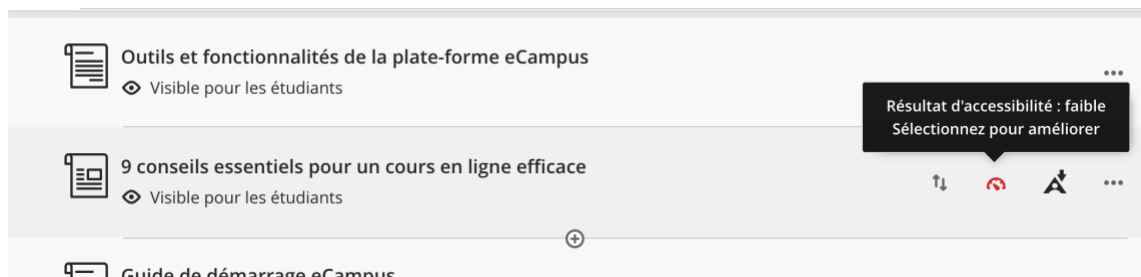 Outils et fonctionnalités de la plate-forme eCampus
Visible pour les étudiants
Résultat d'accessibilité : faible
Sélectionnez pour améliorer
9 conseils essentiels pour un cours en ligne efficace
Visible pour les étudiants
Guide de démarrage eCampus